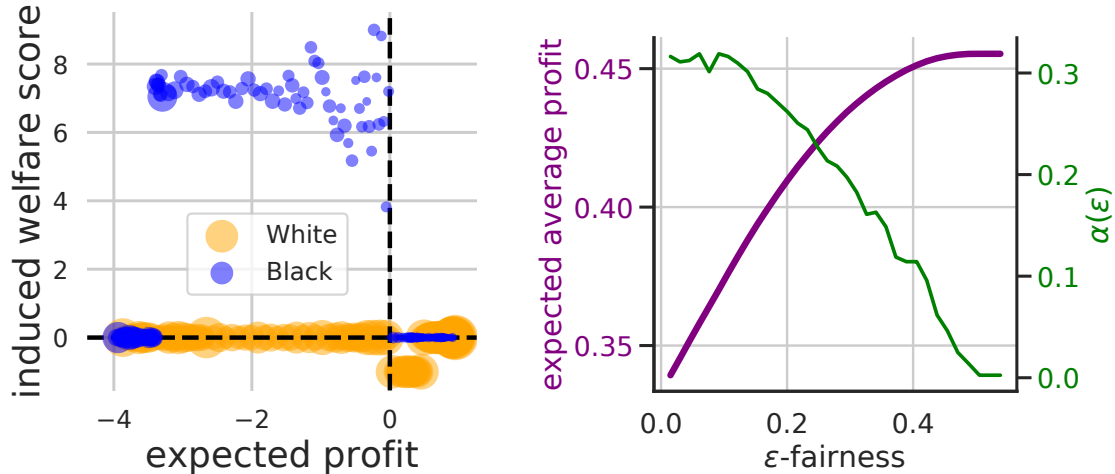 induced welfare score
8
6
4
2
0
White
Black
−4
−2
0
expected profit
expected average profit
0.45
0.40
0.35
0.3
0.2
0.1
0.0
α(ε)
0.0
0.2
0.4
ε-fairness